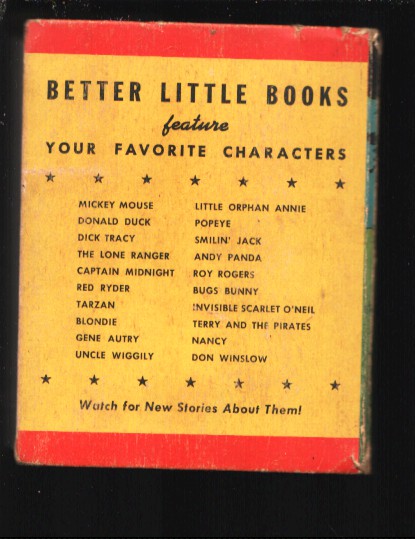 BETTER LITTLE BOOKS
feature
YOUR FAVORITE CHARACTERS
MICKEY MOUSE
DONALD DUCK
DICK TRACY
THE LONE RANGER
CAPTAIN MIDNIGHT
RED RYDER
TARZAN
BLONDIE
GENE AUTRY
UNCLE WIGGILY
LITTLE ORPHAN ANNIE
POPEYE
SMILIN' JACK
ANDY PANDA
ROY ROGERS
BUGS BUNNY
INVISIBLE SCARLET O'NEIL
TERRY AND THE PIRATES
NANCY
DON WINSLOW
Watch for New Stories About Them!